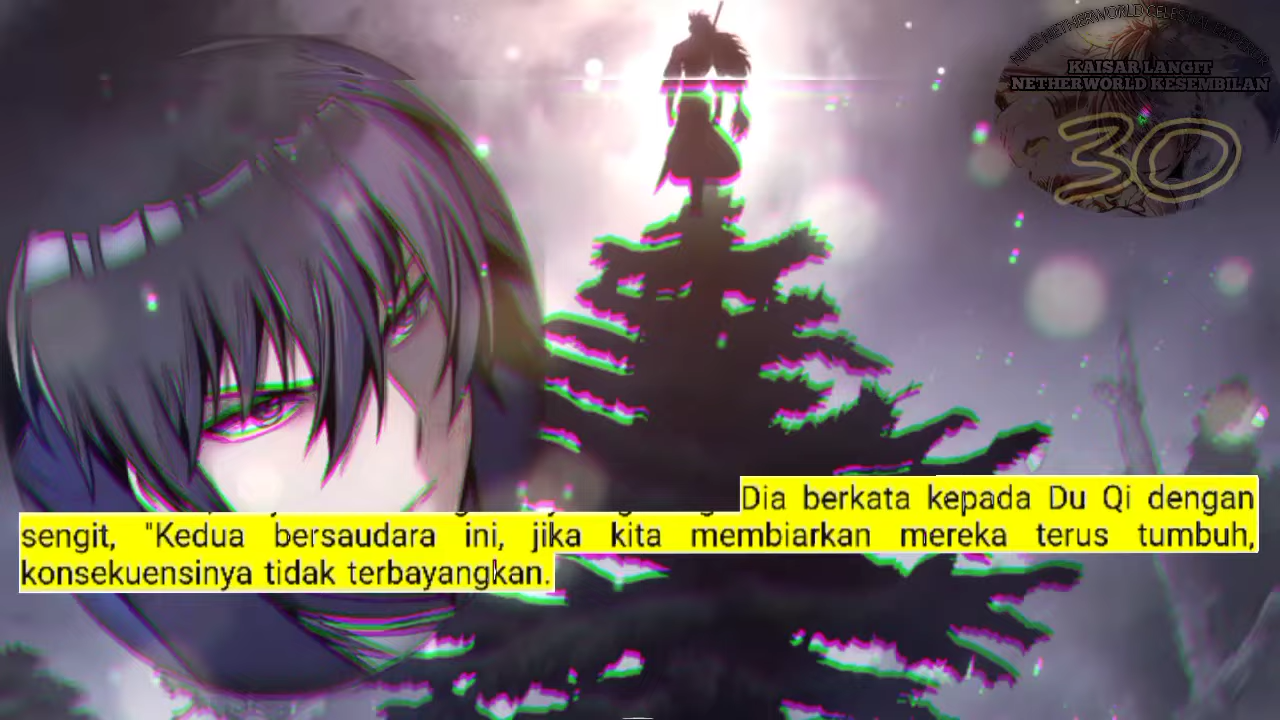 KAISAR LANGIT
NETHERWORLD KESEMBILAN
30
Dia berkata kepada Du Qi dengan
sengit, "Kedua bersaudara ini, jika kita membiarkan mereka terus tumbuh,
konsekuensinya tidak terbayangkan.